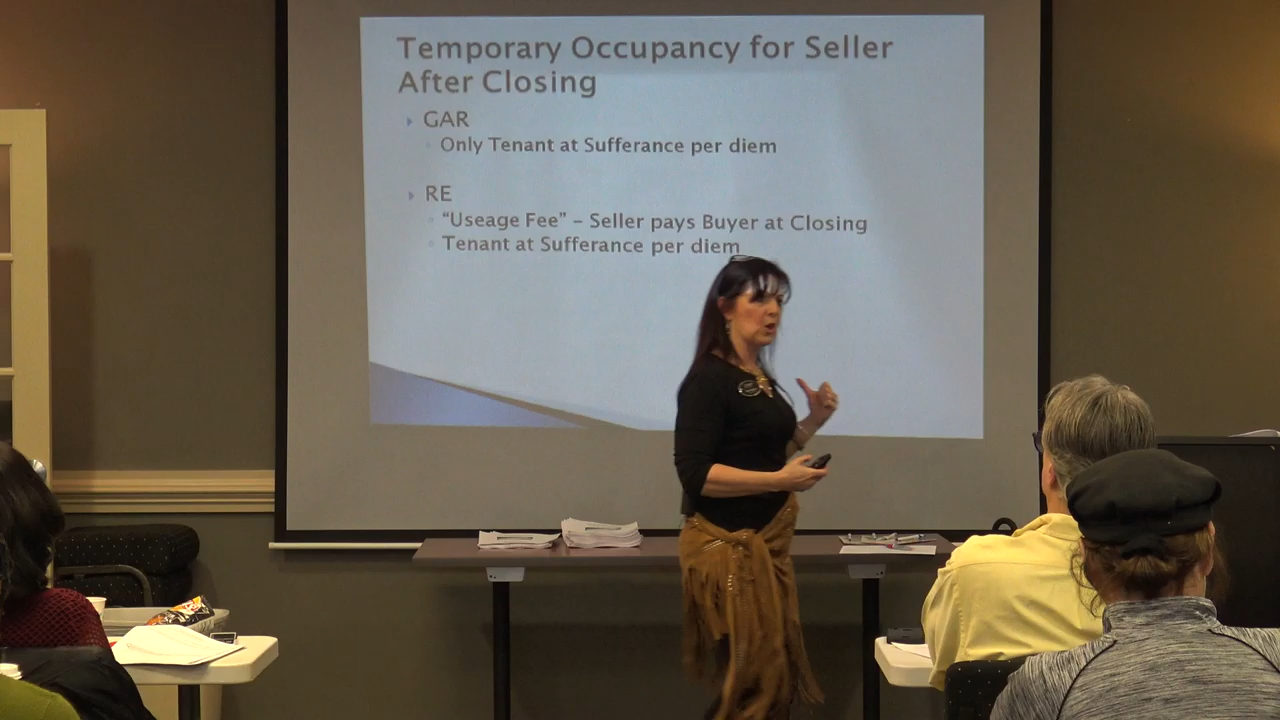 Temporary Occupancy for Seller
After Closing
GAR
Only Tenant at Sufferance per diem
RE
“Useage Fee” – Seller pays Buyer at Closing
Tenant at Sufferance per diem